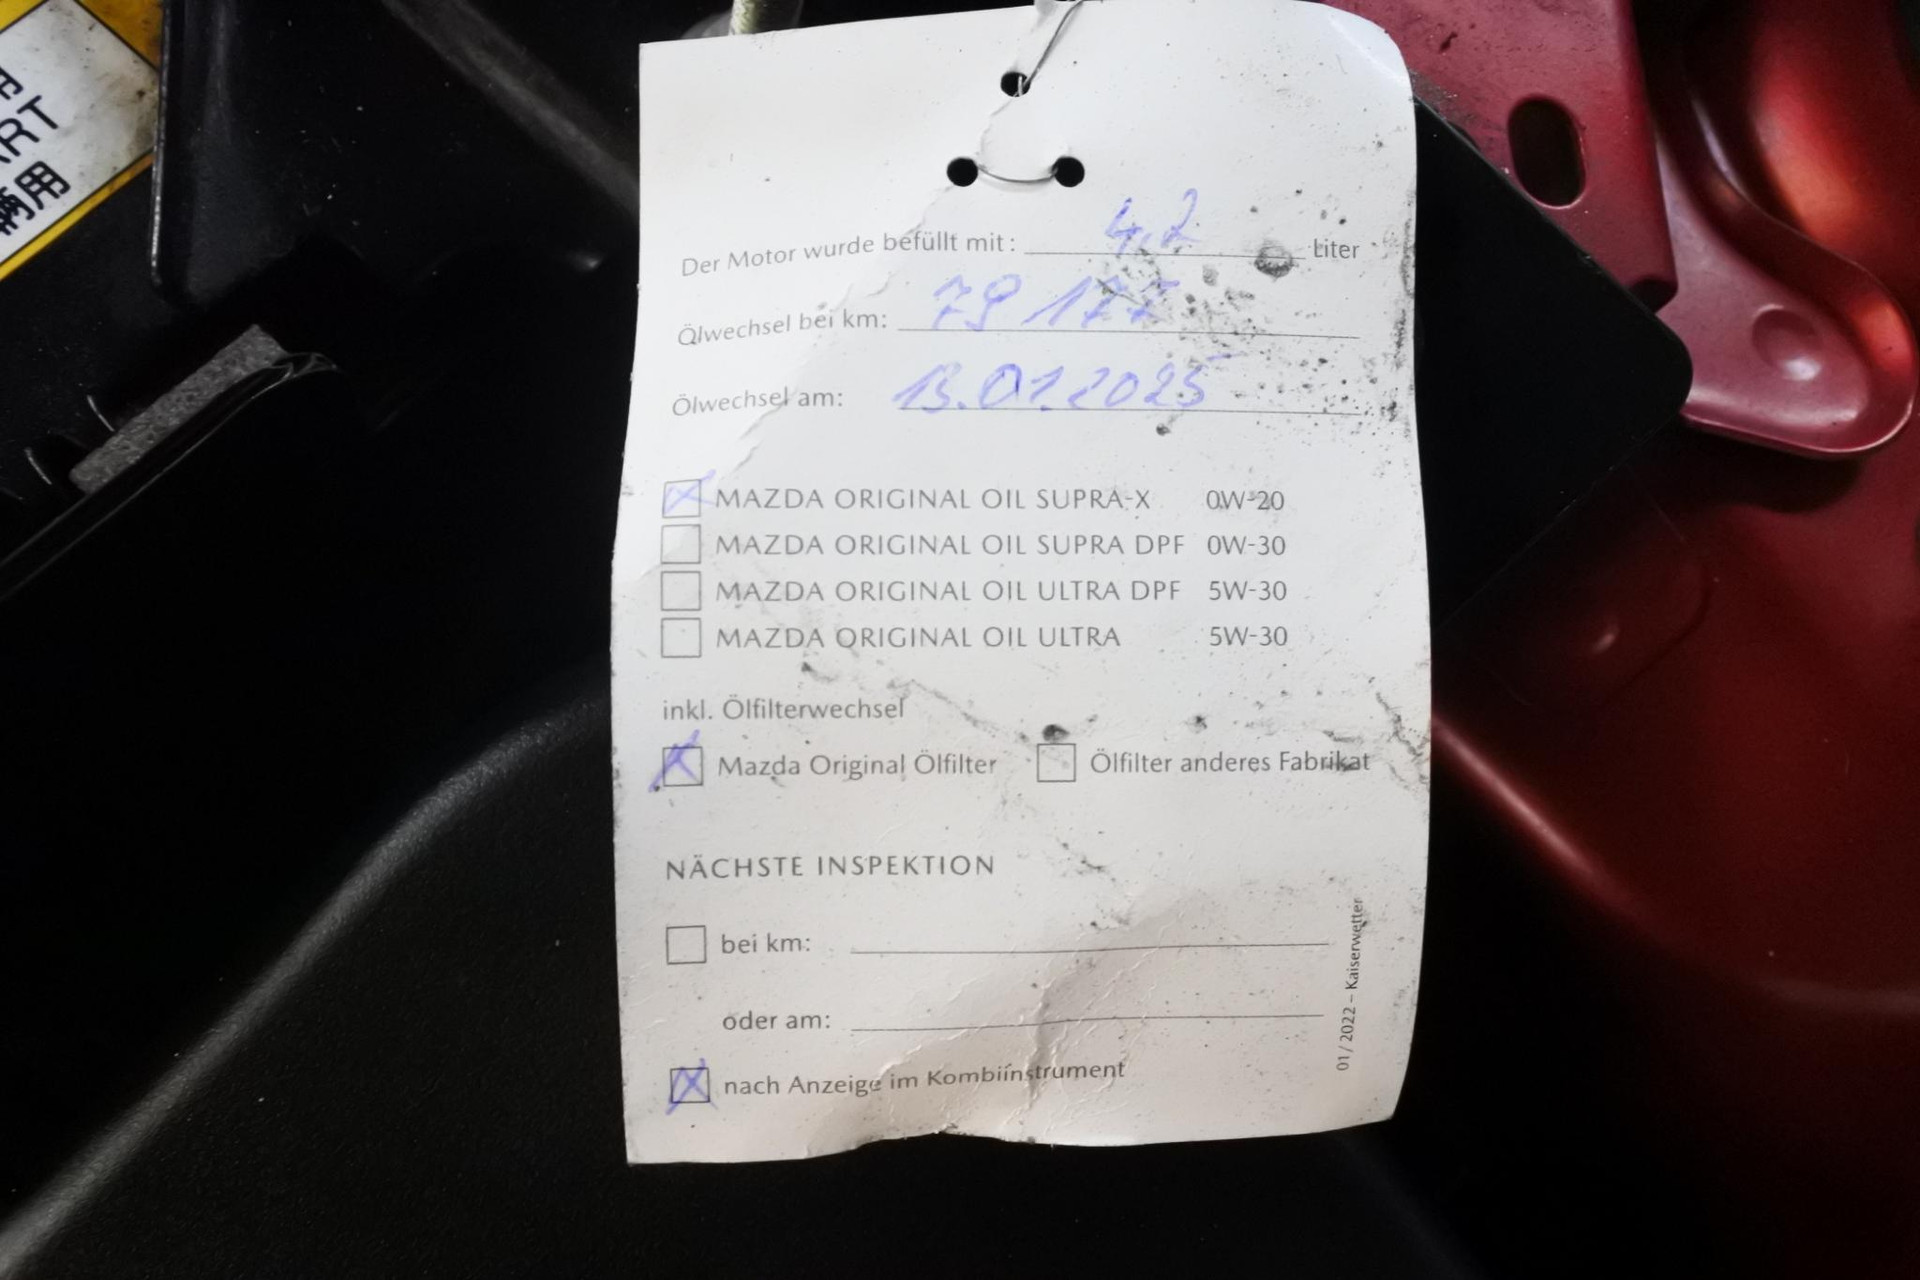 RT
輌用
Der Motor wurde befüllt mit: 4,2 Liter
Ölwechsel bei km: 79 177
Ölwechsel am: 13.01.2025
MAZDA ORIGINAL OIL SUPRA-X 0W-20
MAZDA ORIGINAL OIL SUPRA DPF 0W-30
MAZDA ORIGINAL OIL ULTRA DPF 5W-30
MAZDA ORIGINAL OIL ULTRA 5W-30
inkl. Ölfilterwechsel
Mazda Original Ölfilter Ölfilter anderes Fabrikat
NÄCHSTE INSPEKTION
bei km:
oder am:
nach Anzeige im Kombiinstrument
01 / 2022 – Kaiserwetter